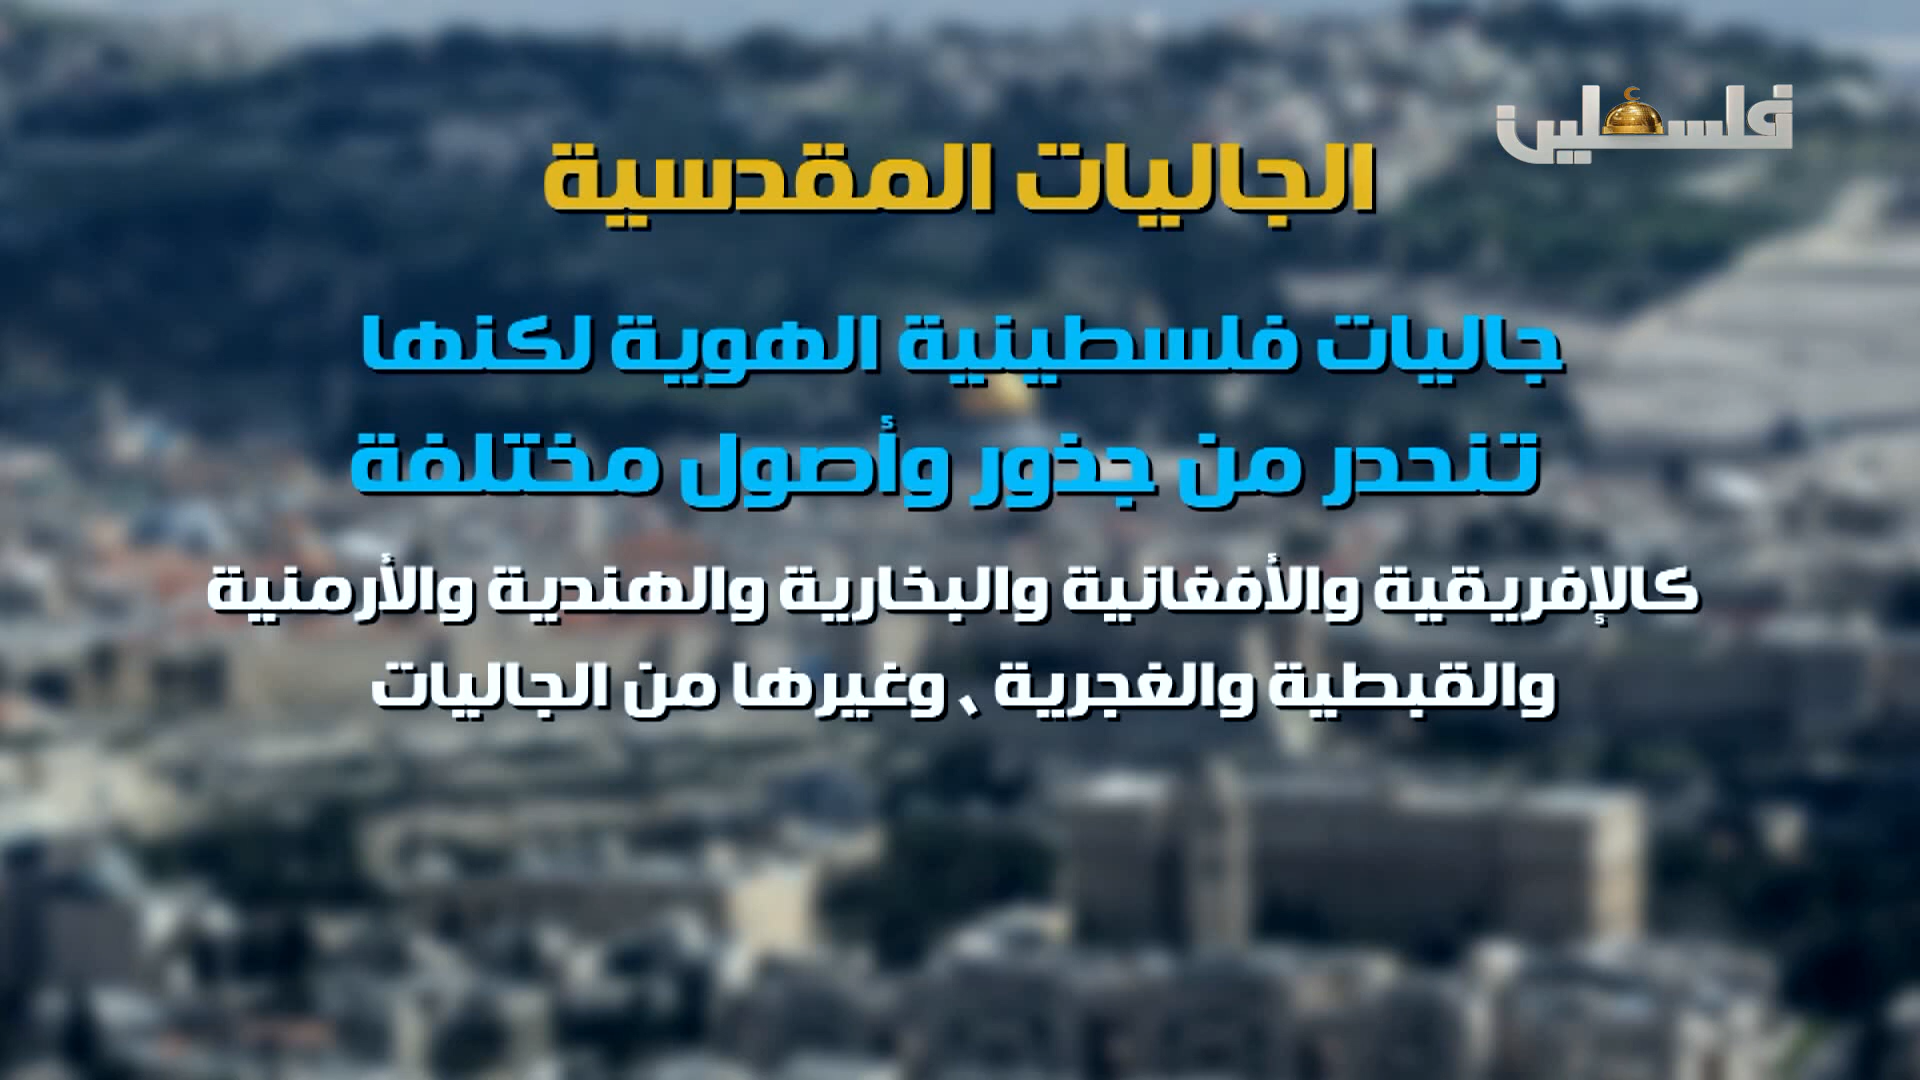 فلسطين
الجاليات المقدسية
جاليات فلسطينية الهوية لكنها
تنحدر من جذور وأصول مختلفة
كالإفريقية والأفغانية والبخارية والهندية والأرمنية
والقبطية والغجرية ، وغيرها من الجاليات